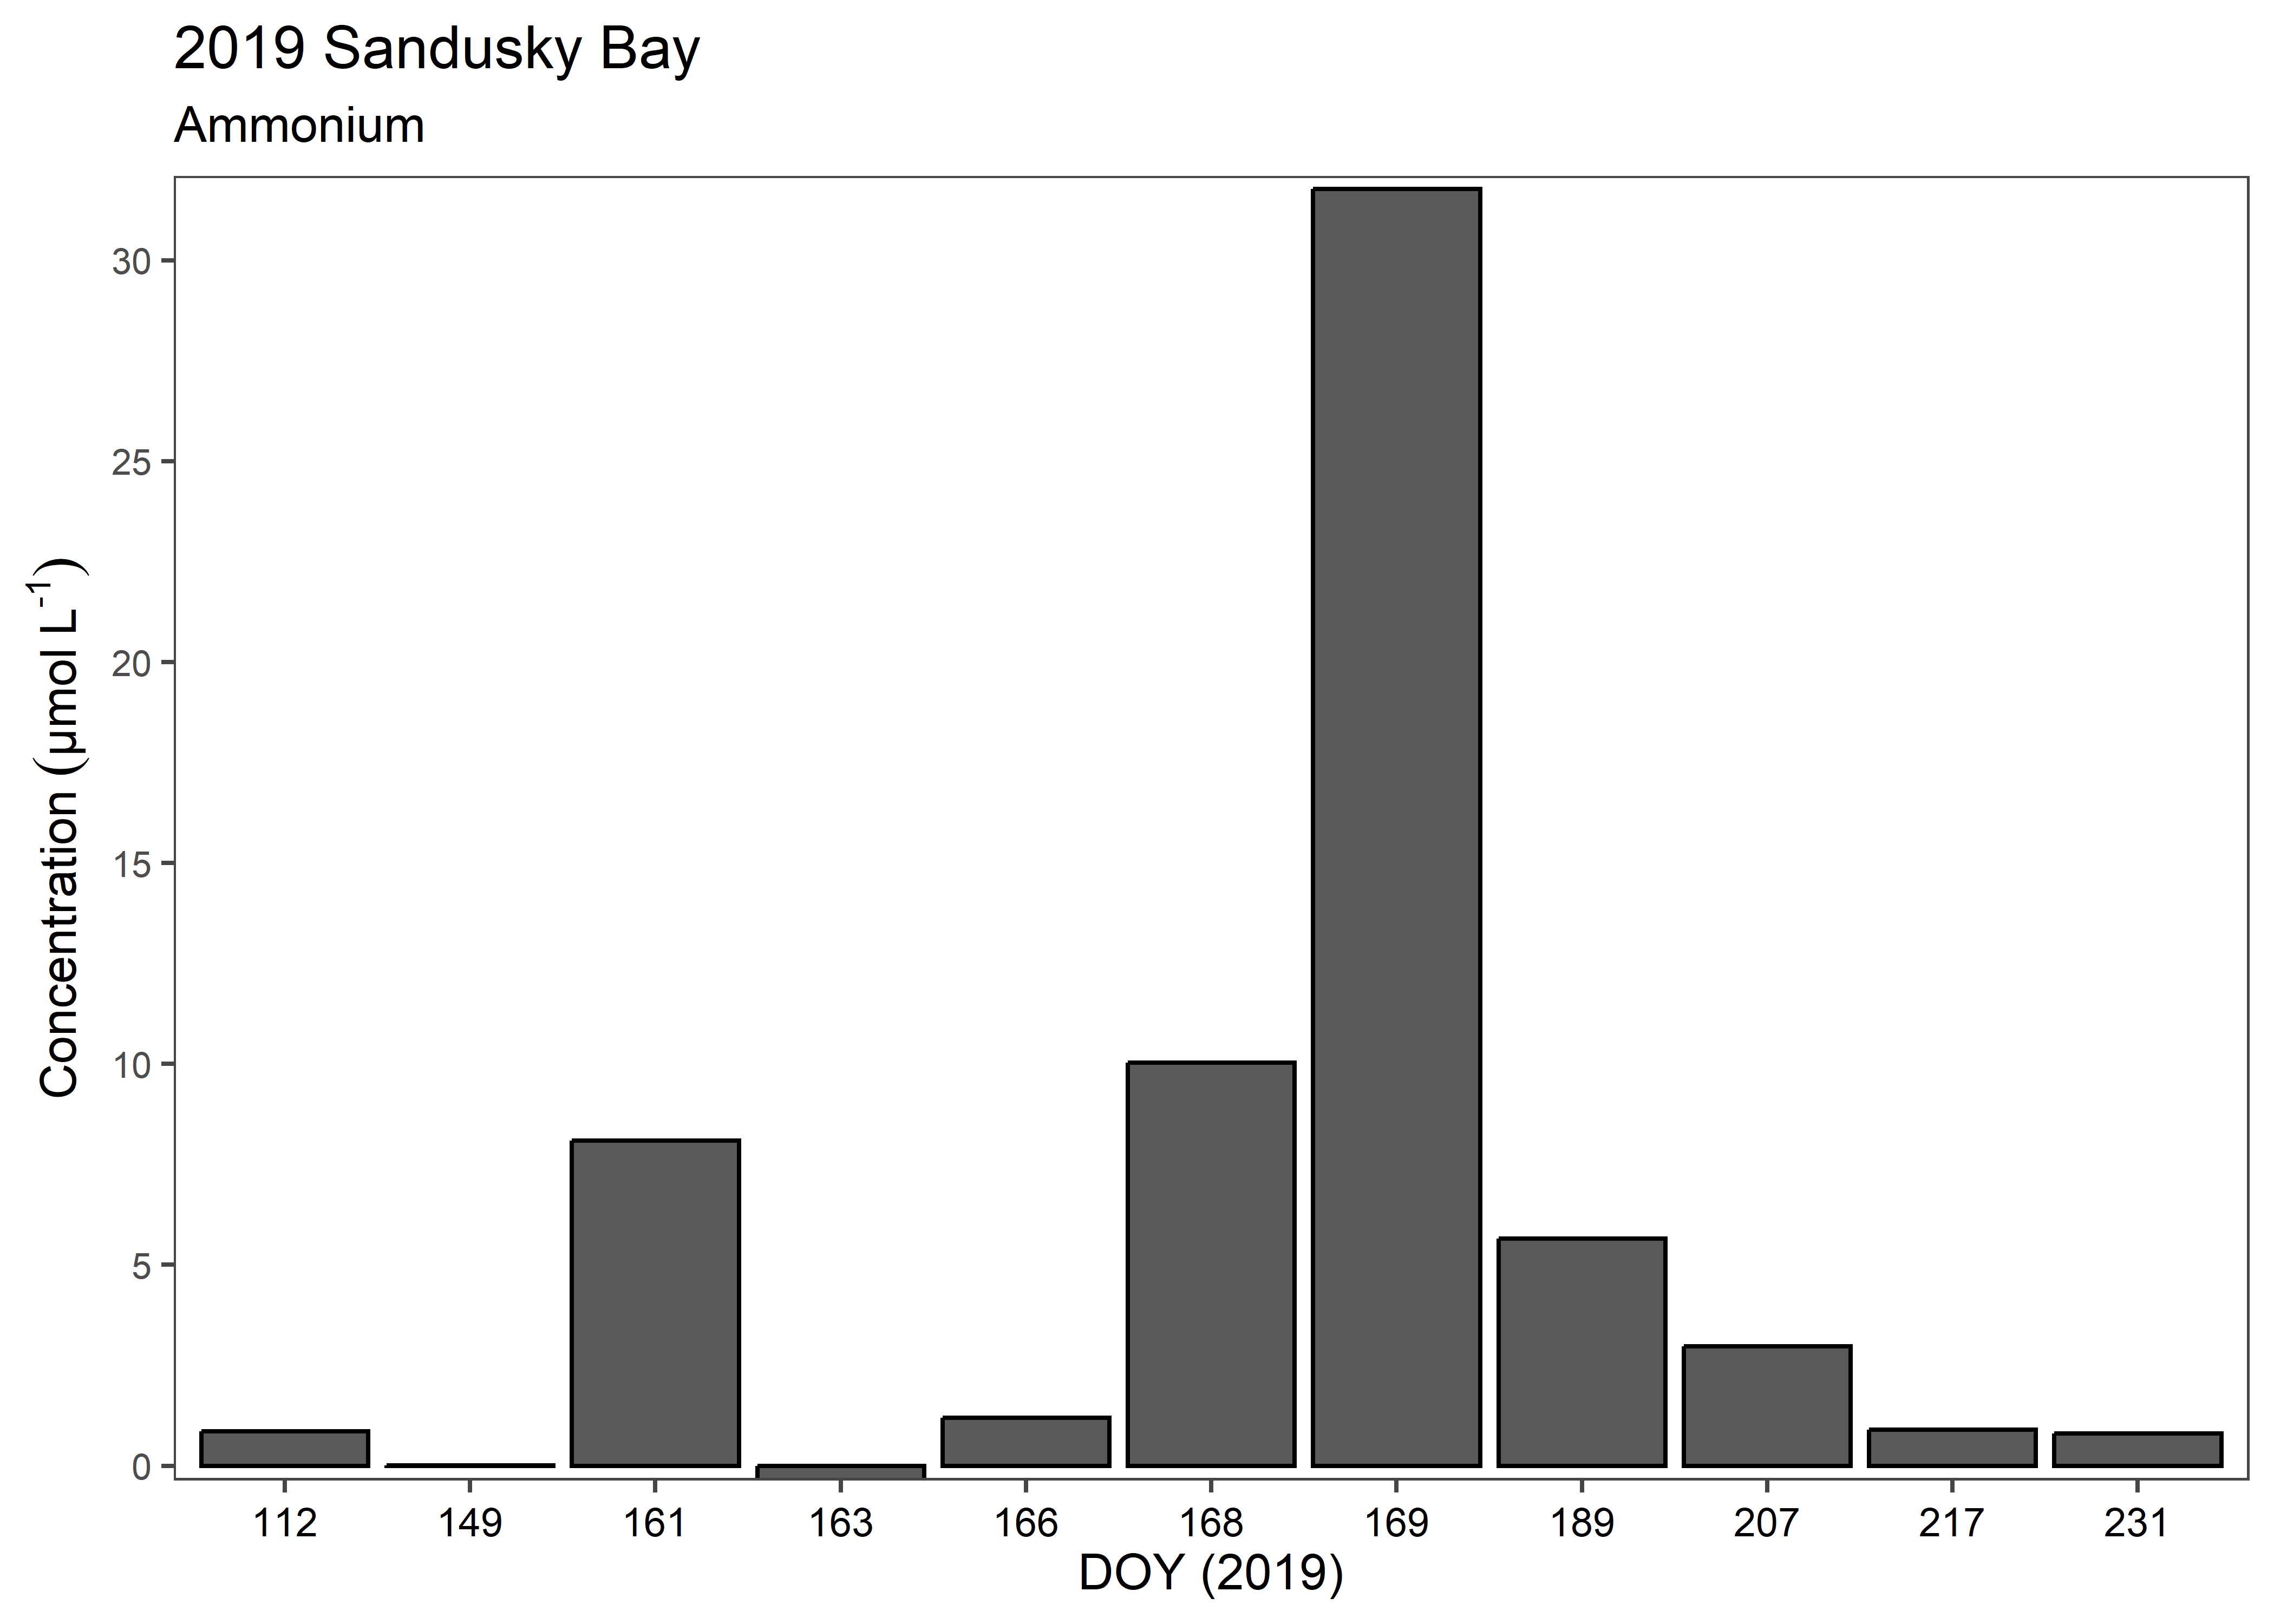 2019 Sandusky Bay
Ammonium
Concentration (µmol L⁻¹)
30
25
20
15
10
5
0
112 149 161 163 166 168 169 189 207 217 231
DOY (2019)